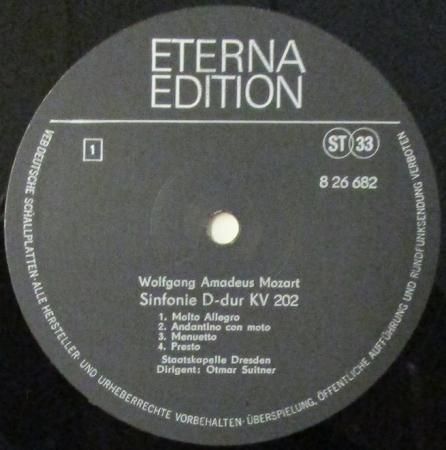 ETERNA
EDITION
1
ST 33
8 26 682
Wolfgang Amadeus Mozart
Sinfonie D-dur KV 202
1. Molto Allegro
2. Andantino con moto
3. Menuetto
4. Presto
Staatskapelle Dresden
Dirigent: Otmar Suitner
VEB DEUTSCHE SCHALLPLATTEN · ALLE HERSTELLER- UND URHEBERRECHTE VORBEHALTEN · ÜBERSPIELUNG, ÖFFENTLICHE AUFFÜHRUNG UND RUNDFUNKSENDUNG VERBOTEN